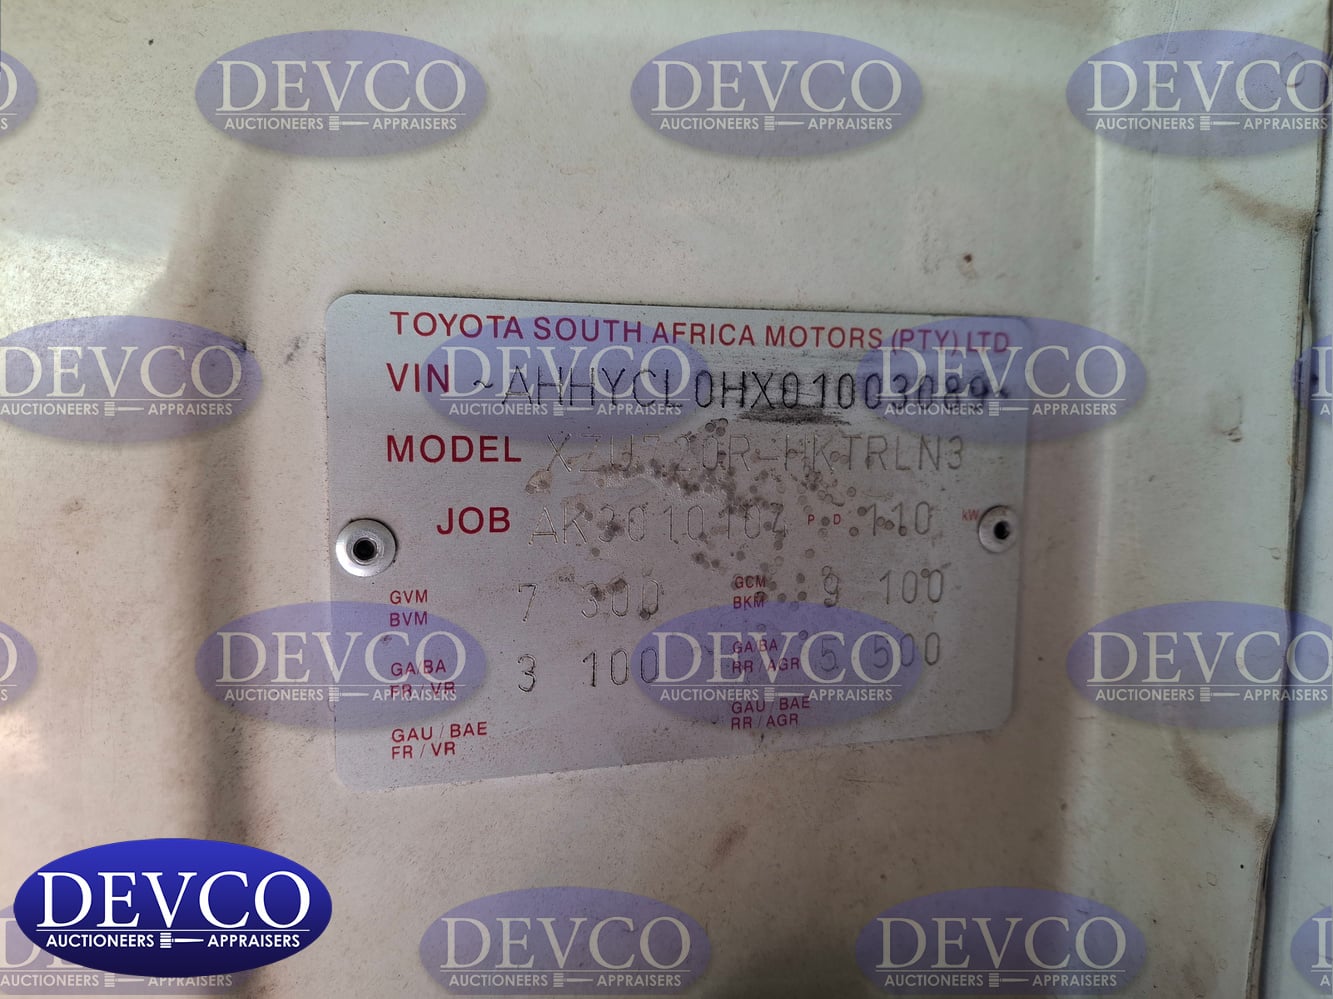 TOYOTA SOUTH AFRICA MOTORS (PTY) LTD
VIN ~AHHYCL0HX01003089~
MODEL XZU720R-HKTRLN3
JOB AK3010104 P D 110 kW
GVM 7 300 GCM 9 100
BVM BKM
GA/BA 3 100 GA/BA 5 500
FR/VR RR/AGR
GAU/BAE GAU/BAE
FR/VR RR/AGR
DEVCO
AUCTIONEERS APPRAISERS